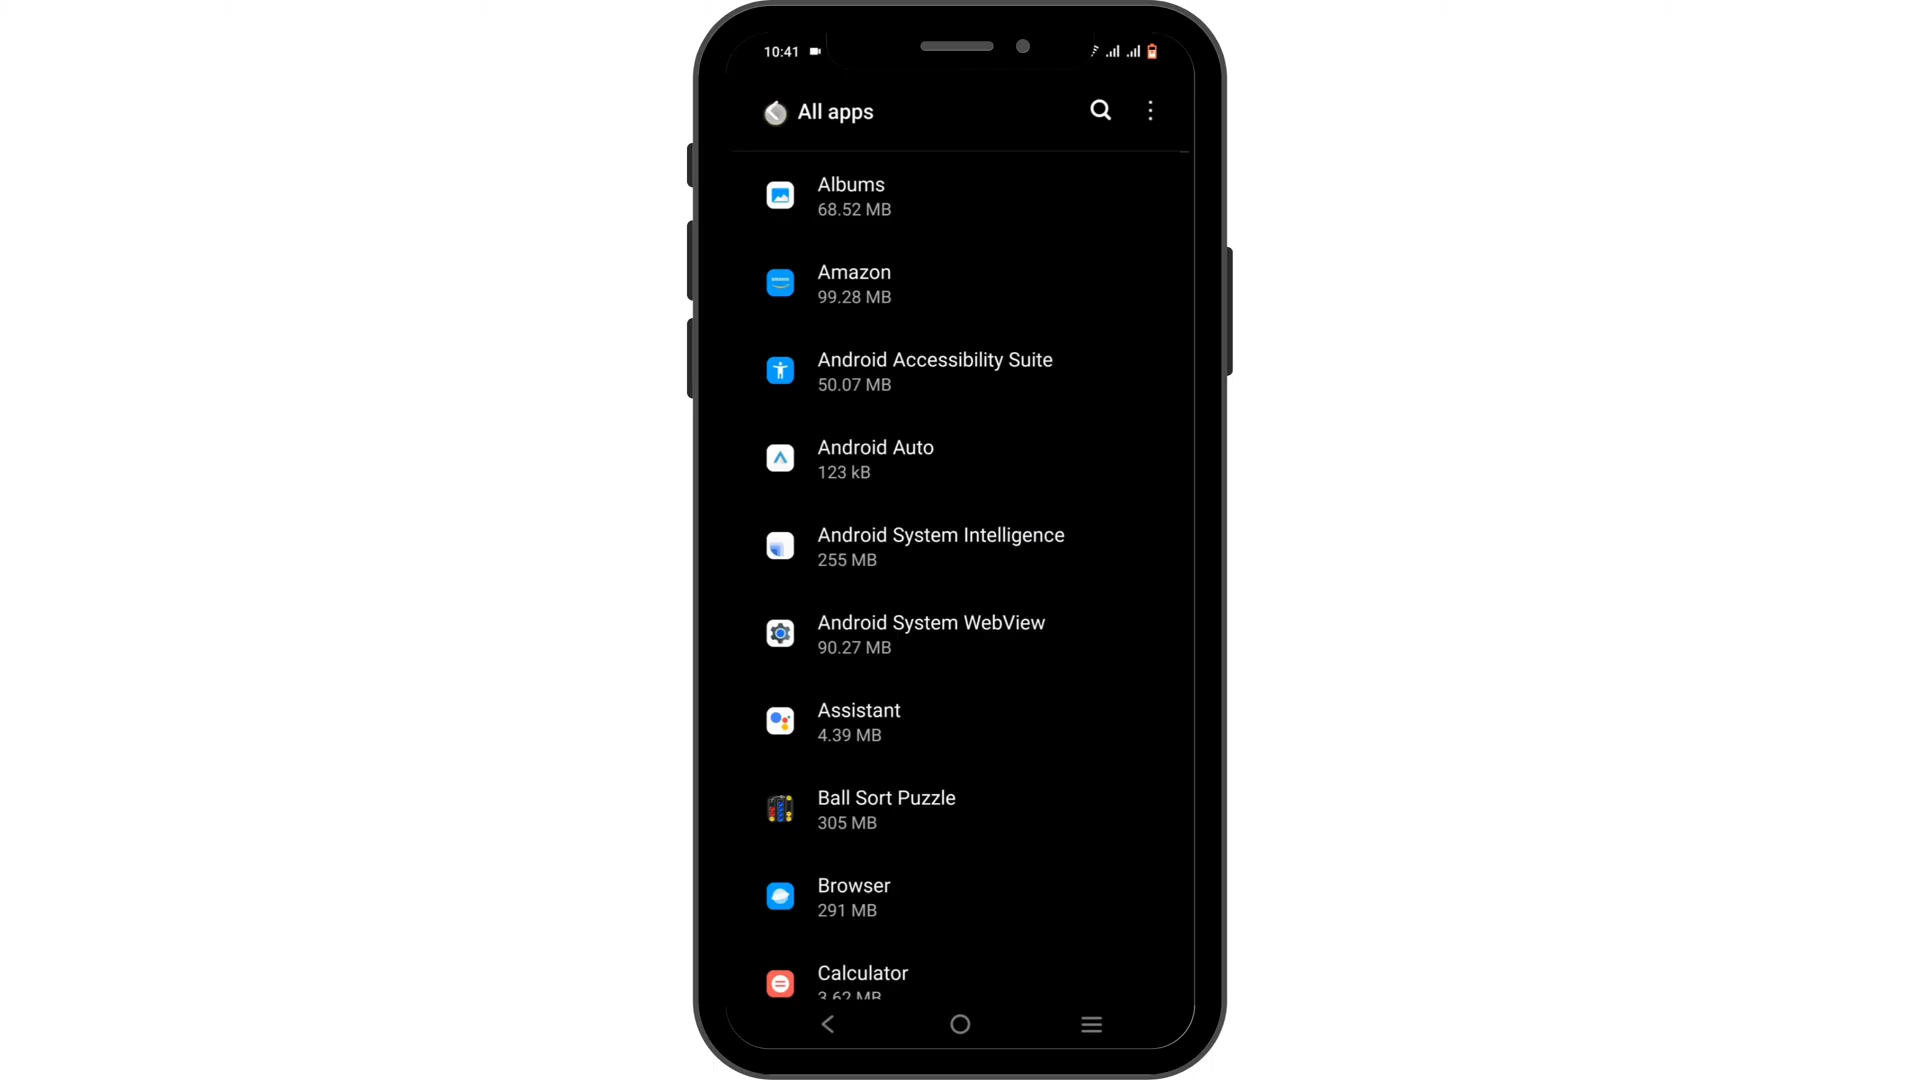 10:41
All apps
Albums
68.52 MB
Amazon
99.28 MB
Android Accessibility Suite
50.07 MB
Android Auto
123 kB
Android System Intelligence
255 MB
Android System WebView
90.27 MB
Assistant
4.39 MB
Ball Sort Puzzle
305 MB
Browser
291 MB
Calculator
3.62 MB